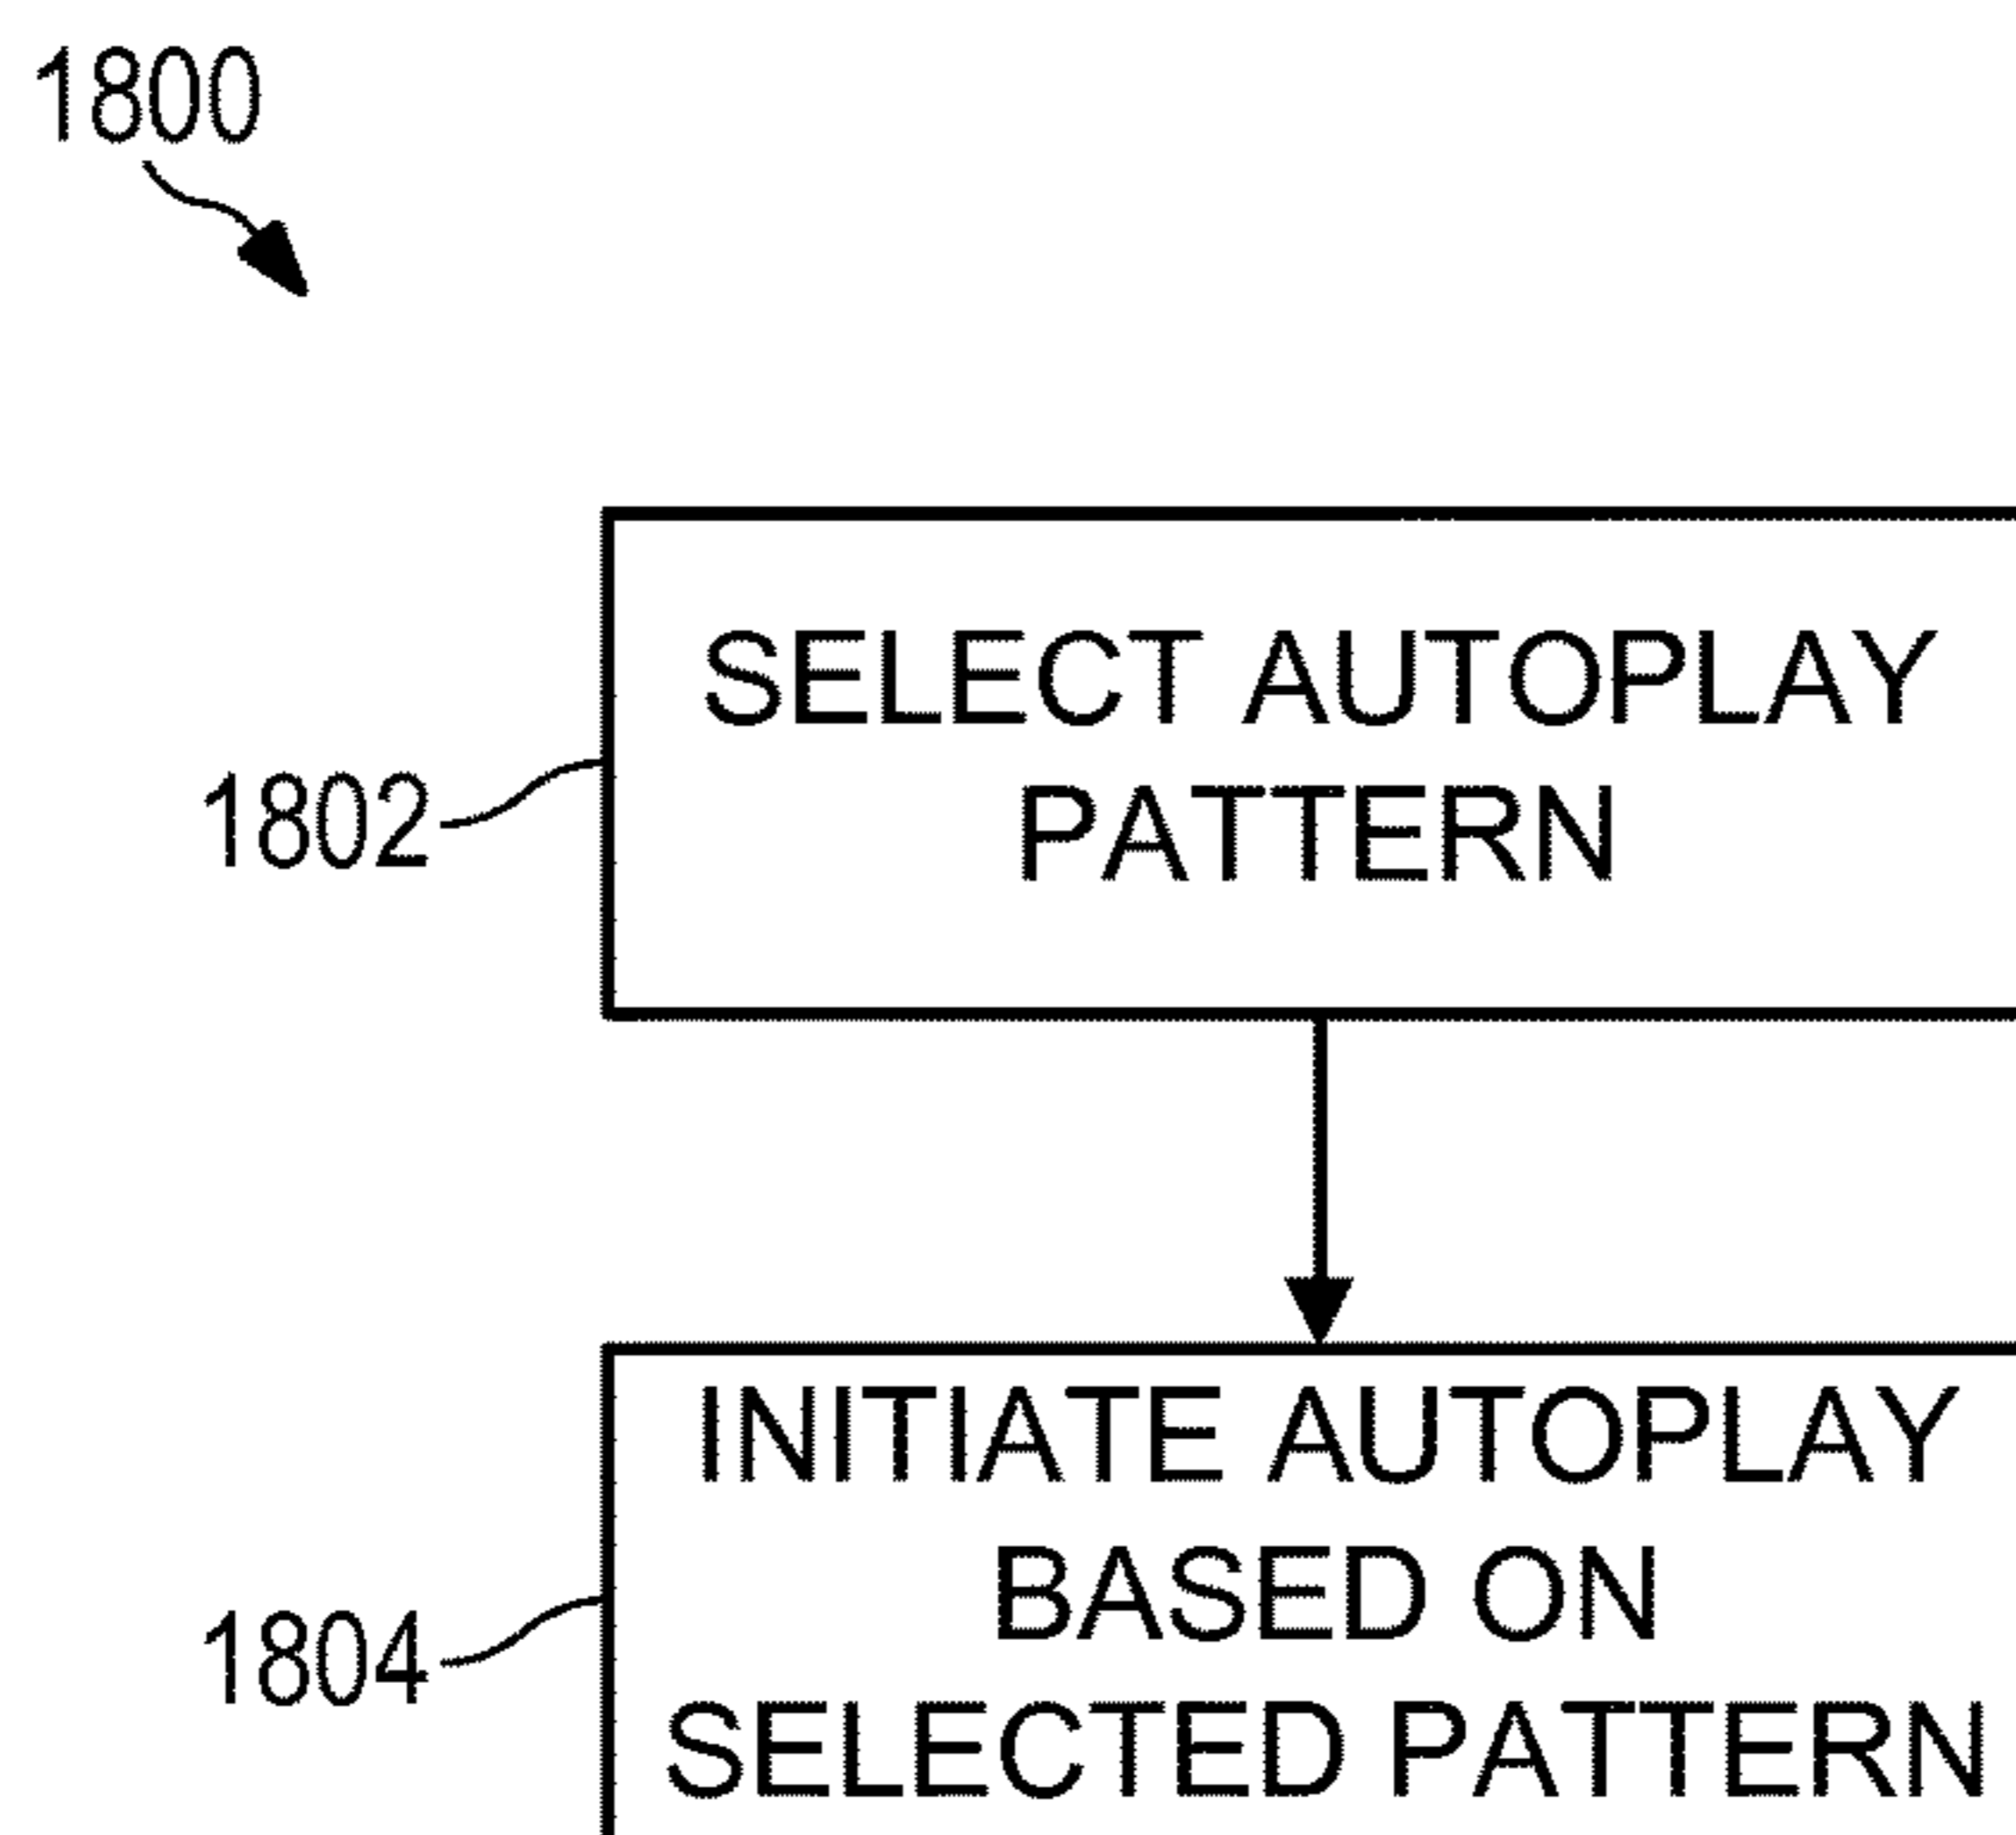 1800
SELECT AUTOPLAY
PATTERN
1802
INITIATE AUTOPLAY
BASED ON
SELECTED PATTERN
1804